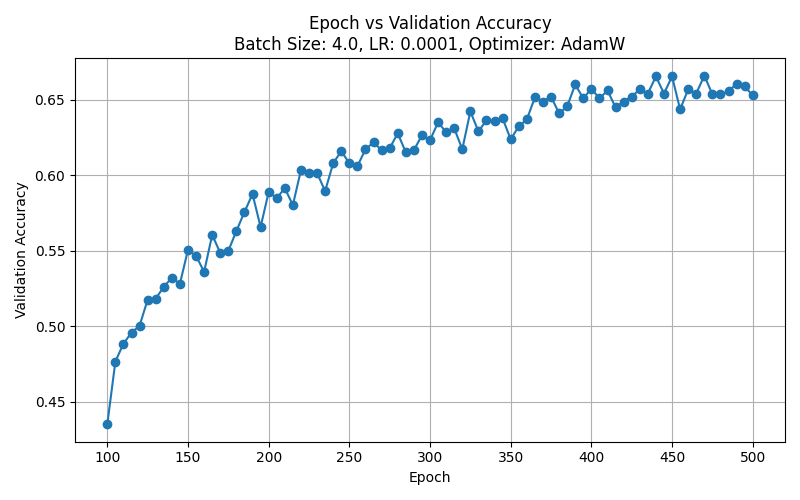 Epoch vs Validation Accuracy
Batch Size: 4.0, LR: 0.0001, Optimizer: AdamW
Validation Accuracy
0.65
0.60
0.55
0.50
0.45
100 150 200 250 300 350 400 450 500
Epoch